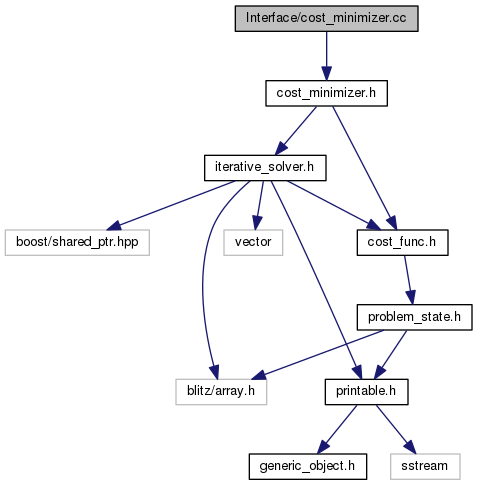 Interface/cost_minimizer.cc
cost_minimizer.h
iterative_solver.h
boost/shared_ptr.hpp
vector
cost_func.h
problem_state.h
blitz/array.h
printable.h
generic_object.h
sstream